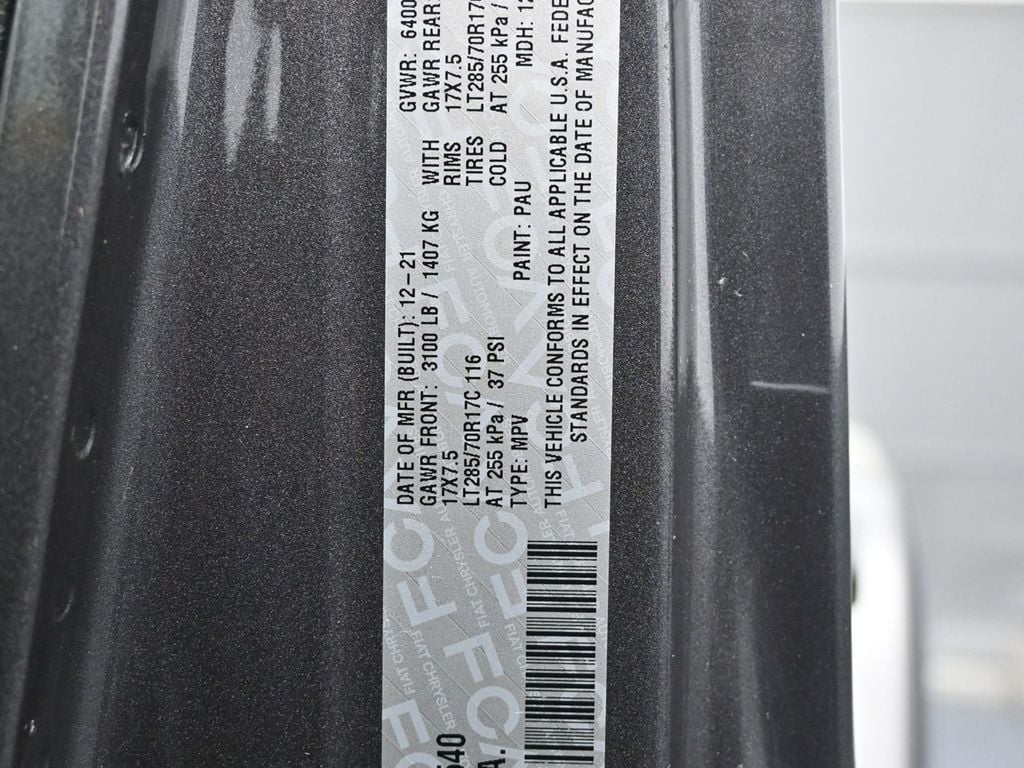 DATE OF MFR (BUILT): 12-21 GVWR: 6400
GAWR FRONT: 3100 LB / 1407 KG WITH GAWR REAR:
17X7.5 RIMS 17X7.5
LT285/70R17C 116 TIRES LT285/70R17C
AT 255 kPa / 37 PSI COLD AT 255 kPa /
TYPE: MPV PAINT: PAU MDH: 12
THIS VEHICLE CONFORMS TO ALL APPLICABLE U.S.A. FEDE
STANDARDS IN EFFECT ON THE DATE OF MANUFAC
540
A.